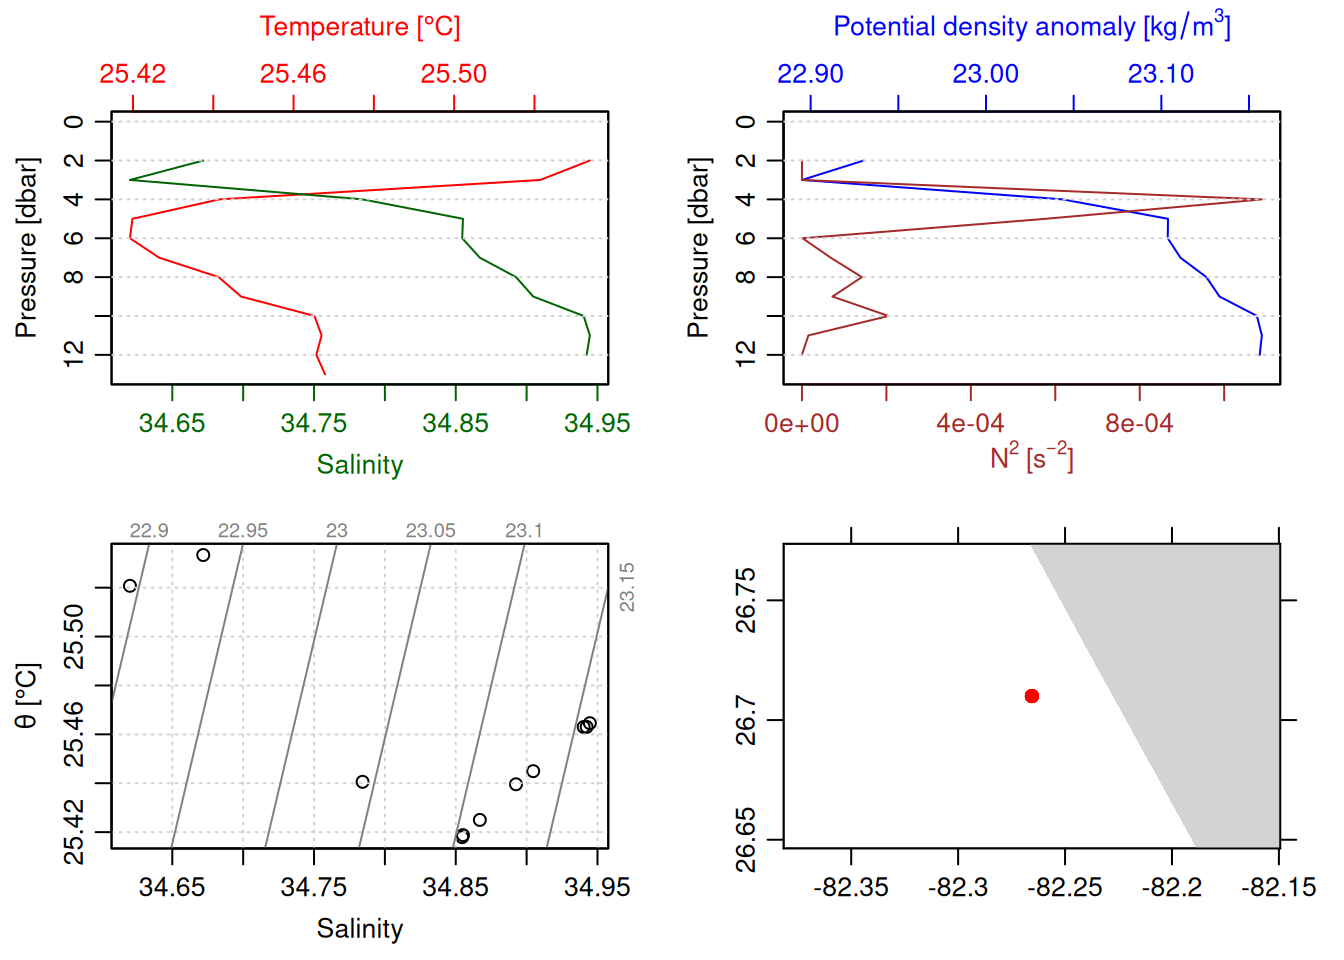 Temperature [°C]
25.42 25.46 25.50
Pressure [dbar]
0
2
4
6
8
12
34.65 34.75 34.85 34.95
Salinity
Potential density anomaly [kg/m³]
22.90 23.00 23.10
Pressure [dbar]
0
2
4
6
8
12
0e+00 4e-04 8e-04
N² [s⁻²]
22.9 22.95 23 23.05 23.1
23.15
θ [°C]
25.50
25.46
25.42
34.65 34.75 34.85 34.95
Salinity
26.75
26.7
26.65
-82.35 -82.3 -82.25 -82.2 -82.15